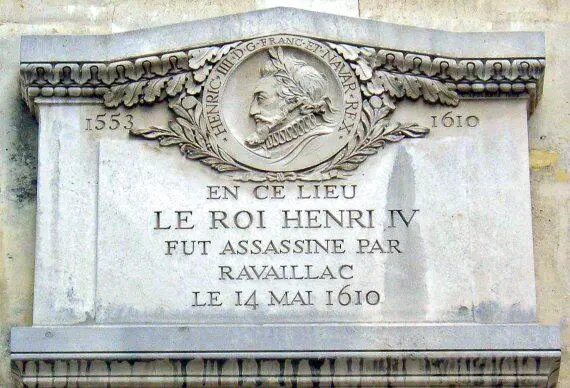 HENRIC·IIII·D·G·FRANC·ET·NAVAR·REX·
1553
1610
EN CE LIEU
LE ROI HENRI IV
FUT ASSASSINE PAR
RAVAILLAC
LE 14 MAI 1610